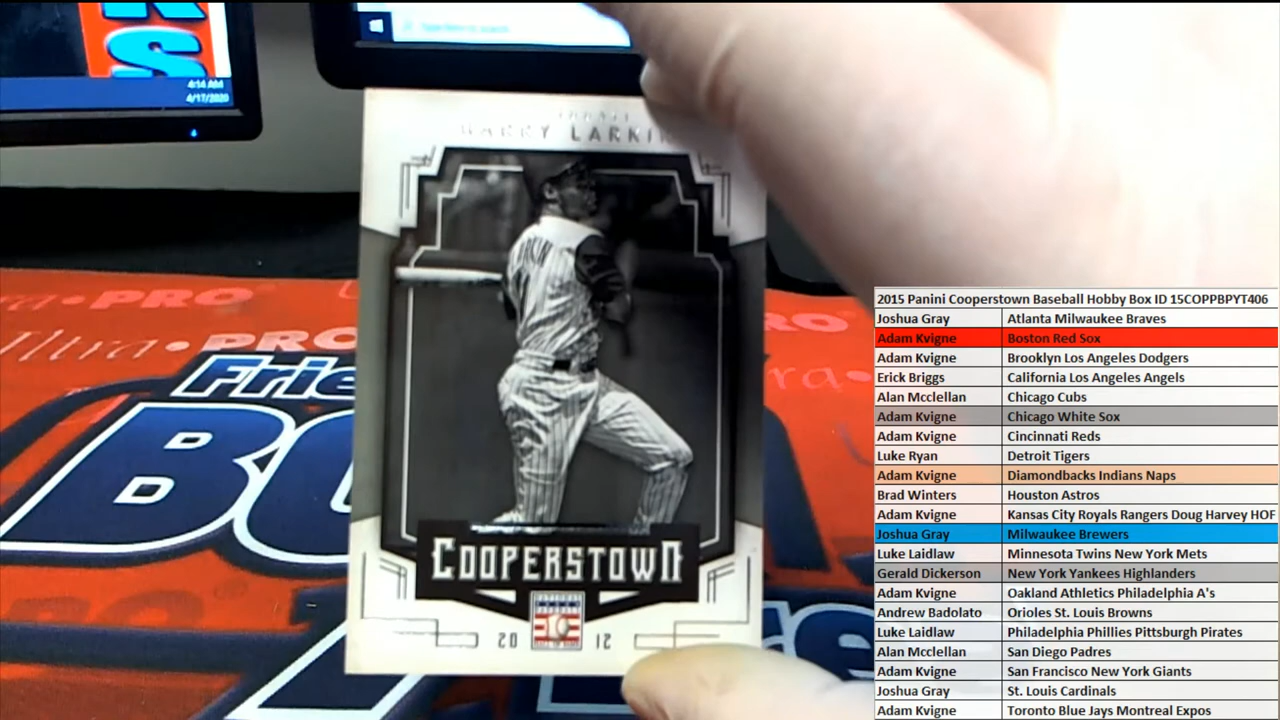 4:14 AM
4/17/2020
BARRY LARKIN
COOPERSTOWN
20 12
PRO
PRO
Frie
2015 Panini Cooperstown Baseball Hobby Box ID 15COPPBPYT406
Joshua Gray Atlanta Milwaukee Braves
Adam Kvigne Boston Red Sox
Adam Kvigne Brooklyn Los Angeles Dodgers
Erick Briggs California Los Angeles Angels
Alan Mcclellan Chicago Cubs
Adam Kvigne Chicago White Sox
Adam Kvigne Cincinnati Reds
Luke Ryan Detroit Tigers
Adam Kvigne Diamondbacks Indians Naps
Brad Winters Houston Astros
Adam Kvigne Kansas City Royals Rangers Doug Harvey HOF
Joshua Gray Milwaukee Brewers
Luke Laidlaw Minnesota Twins New York Mets
Gerald Dickerson New York Yankees Highlanders
Adam Kvigne Oakland Athletics Philadelphia A's
Andrew Badolato Orioles St. Louis Browns
Luke Laidlaw Philadelphia Phillies Pittsburgh Pirates
Alan Mcclellan San Diego Padres
Adam Kvigne San Francisco New York Giants
Joshua Gray St. Louis Cardinals
Adam Kvigne Toronto Blue Jays Montreal Expos